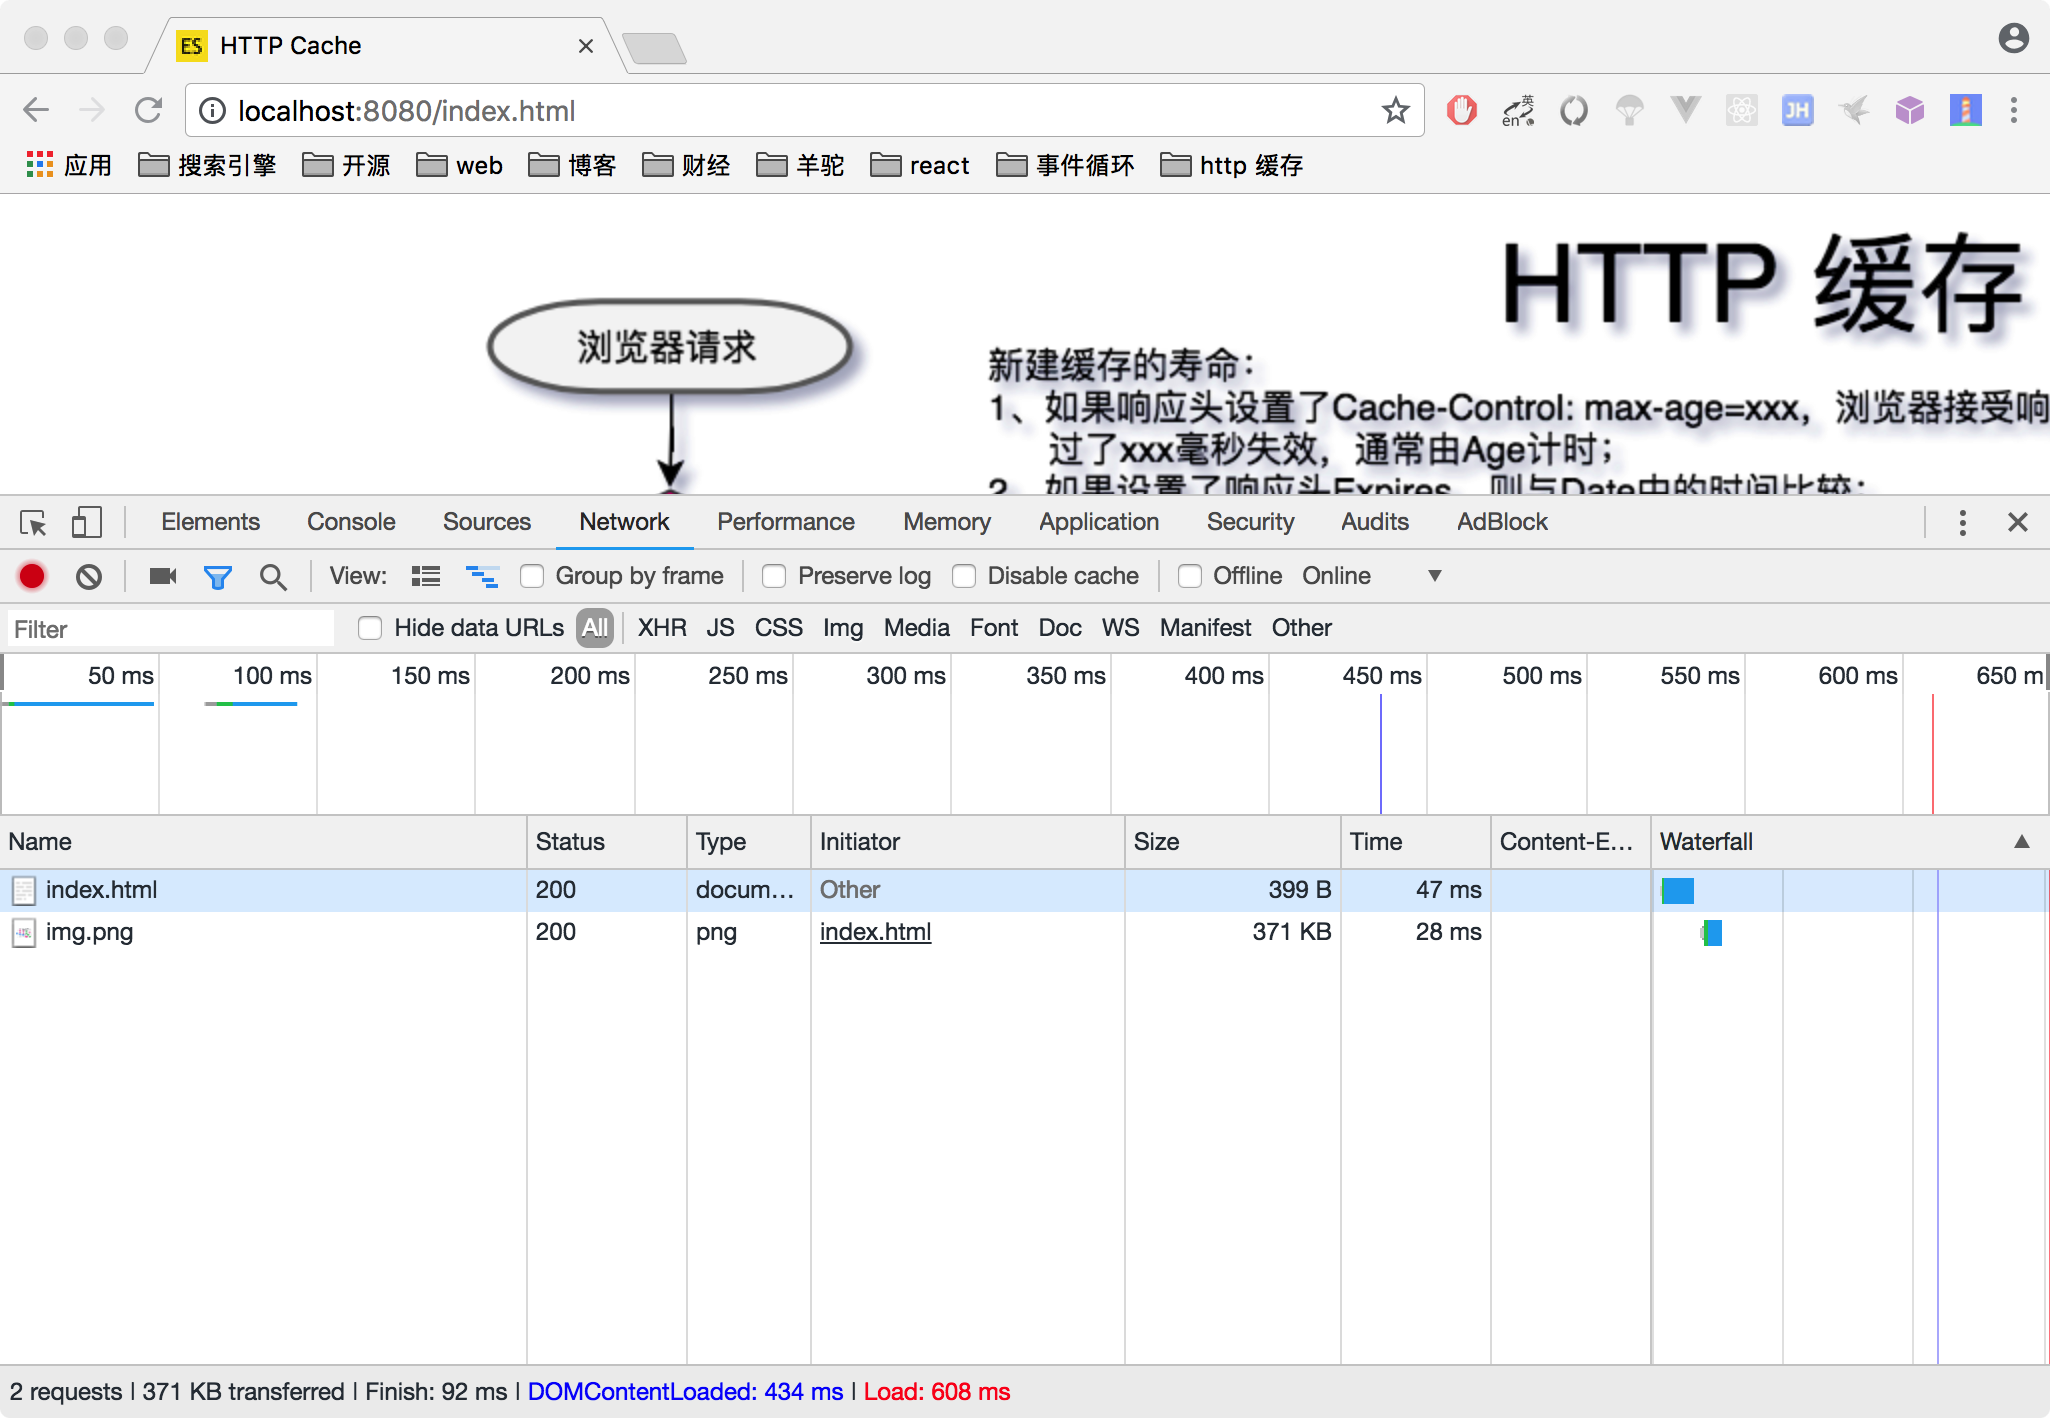 ES HTTP Cache
localhost:8080/index.html
英
en
JH
应用 搜索引擎 开源 web 博客 财经 羊驼 react 事件循环 http 缓存
HTTP 缓存
浏览器请求
新建缓存的寿命：
1、如果响应头设置了Cache-Control: max-age=xxx，浏览器接受响
过了xxx毫秒失效，通常由Age计时；
2、如果设置了响应头Expires，则与Date中的时间比较；
Elements Console Sources Network Performance Memory Application Security Audits AdBlock
View: Group by frame Preserve log Disable cache Offline Online
Filter Hide data URLs All XHR JS CSS Img Media Font Doc WS Manifest Other
50 ms 100 ms 150 ms 200 ms 250 ms 300 ms 350 ms 400 ms 450 ms 500 ms 550 ms 600 ms 650 m
Name Status Type Initiator Size Time Content-E... Waterfall
index.html 200 docum... Other 399 B 47 ms
img.png 200 png index.html 371 KB 28 ms
2 requests | 371 KB transferred | Finish: 92 ms | DOMContentLoaded: 434 ms | Load: 608 ms